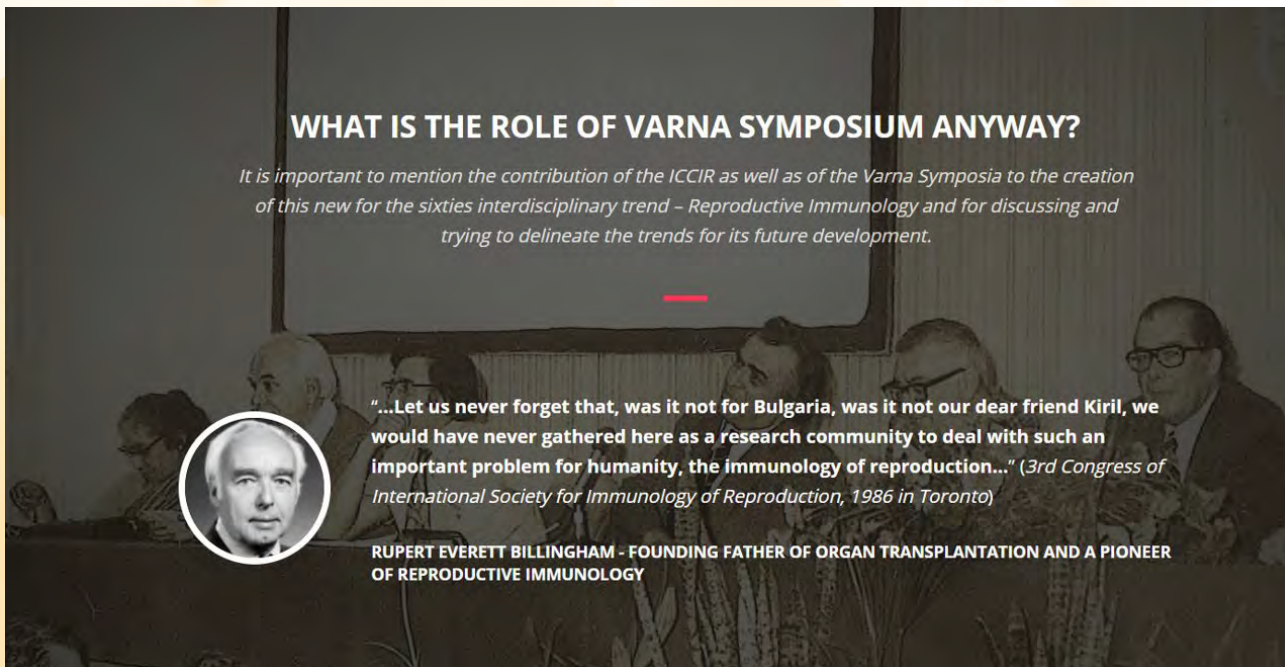 WHAT IS THE ROLE OF VARNA SYMPOSIUM ANYWAY?
It is important to mention the contribution of the ICCIR as well as of the Varna Symposia to the creation
of this new for the sixties interdisciplinary trend – Reproductive Immunology and for discussing and
trying to delineate the trends for its future development.
"...Let us never forget that, was it not for Bulgaria, was it not our dear friend Kiril, we
would have never gathered here as a research community to deal with such an
important problem for humanity, the immunology of reproduction..." (3rd Congress of
International Society for Immunology of Reproduction, 1986 in Toronto)
RUPERT EVERETT BILLINGHAM - FOUNDING FATHER OF ORGAN TRANSPLANTATION AND A PIONEER
OF REPRODUCTIVE IMMUNOLOGY